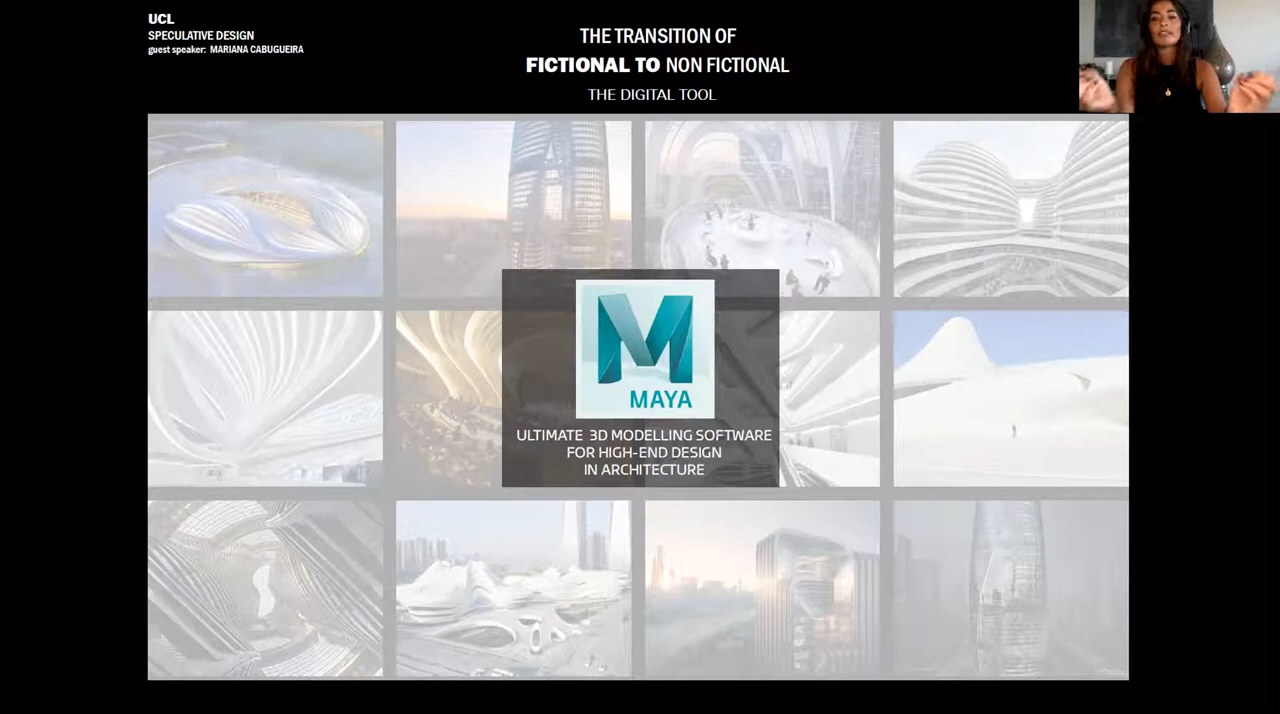 UCL
SPECULATIVE DESIGN
guest speaker: MARIANA CABUGUEIRA
THE TRANSITION OF
FICTIONAL TO NON FICTIONAL
THE DIGITAL TOOL
MAYA
ULTIMATE 3D MODELLING SOFTWARE
FOR HIGH-END DESIGN
IN ARCHITECTURE